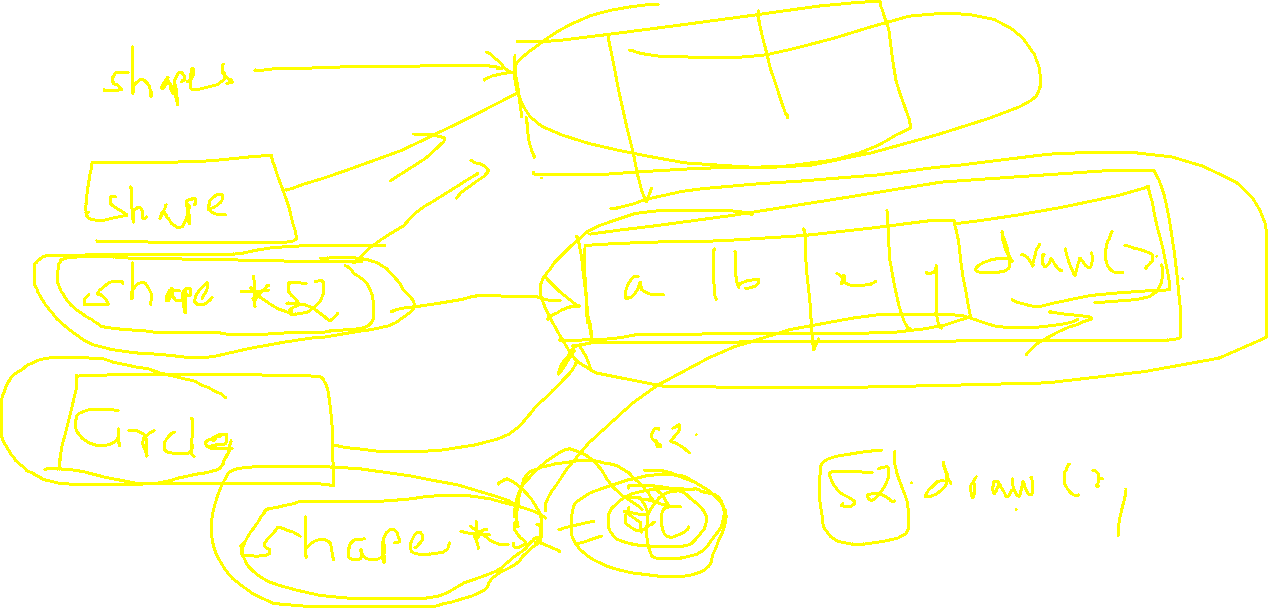 shapes
shape
shape * s2
a b x y draw();
Circle
s2.
s2.draw();
shape *